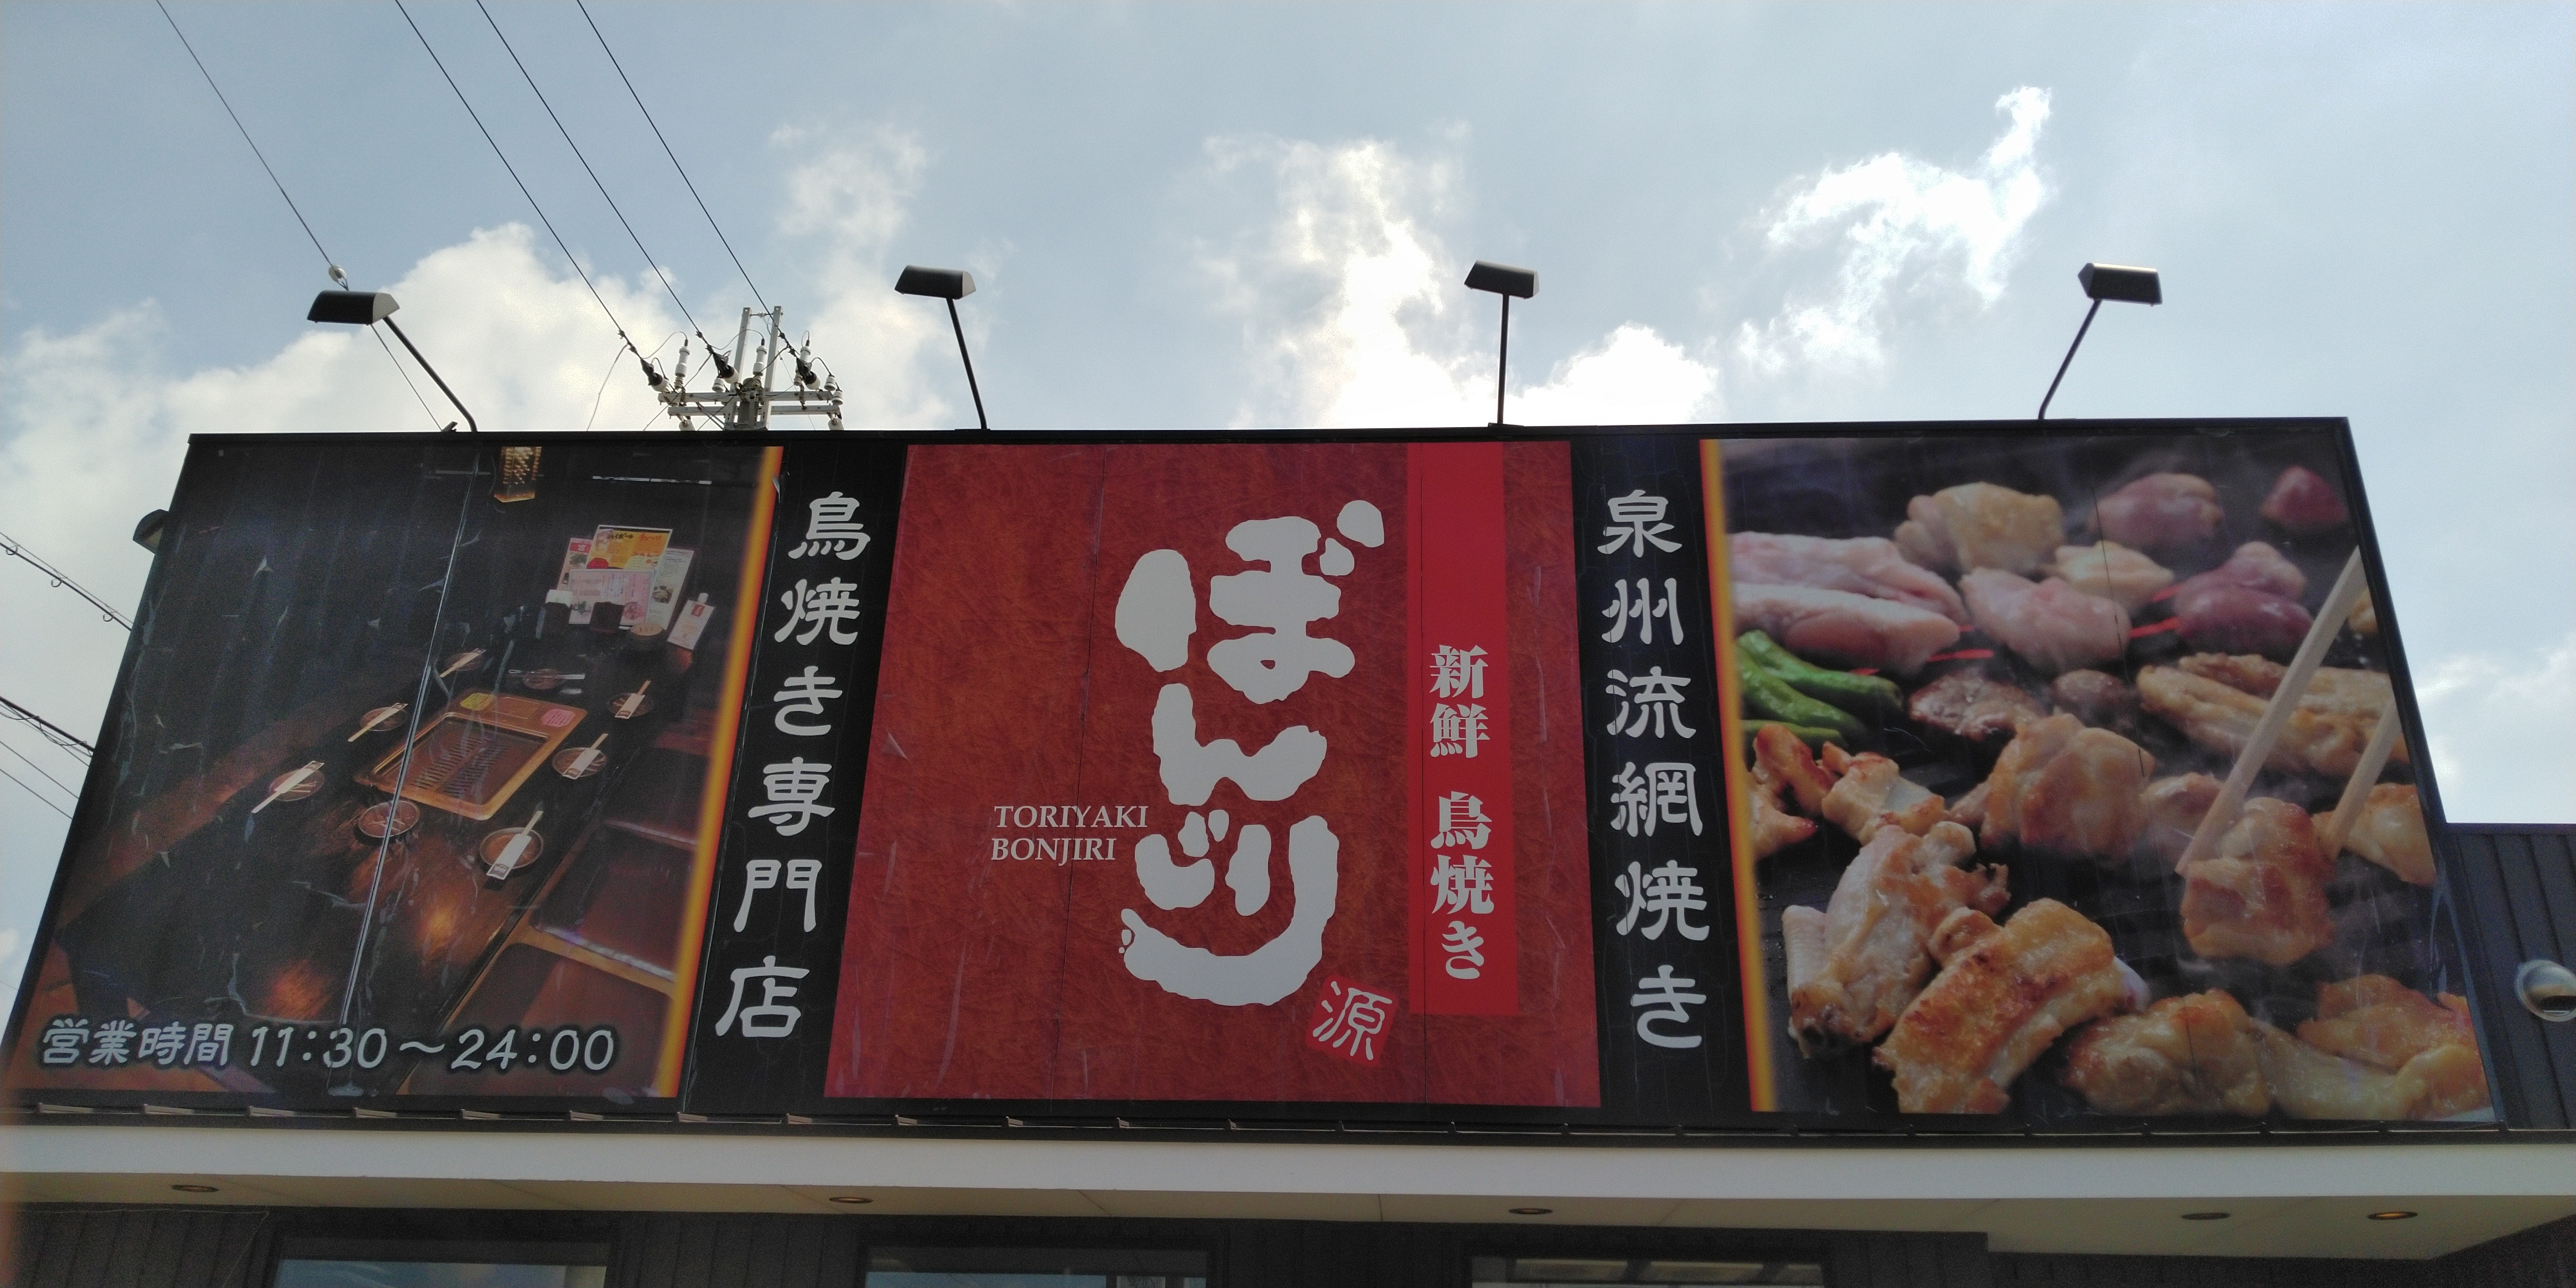 営業時間 11:30～24:00
鳥焼き専門店
TORIYAKI
BONJIRI
ぼんじり
源
新鮮 鳥焼き
泉州流網焼き